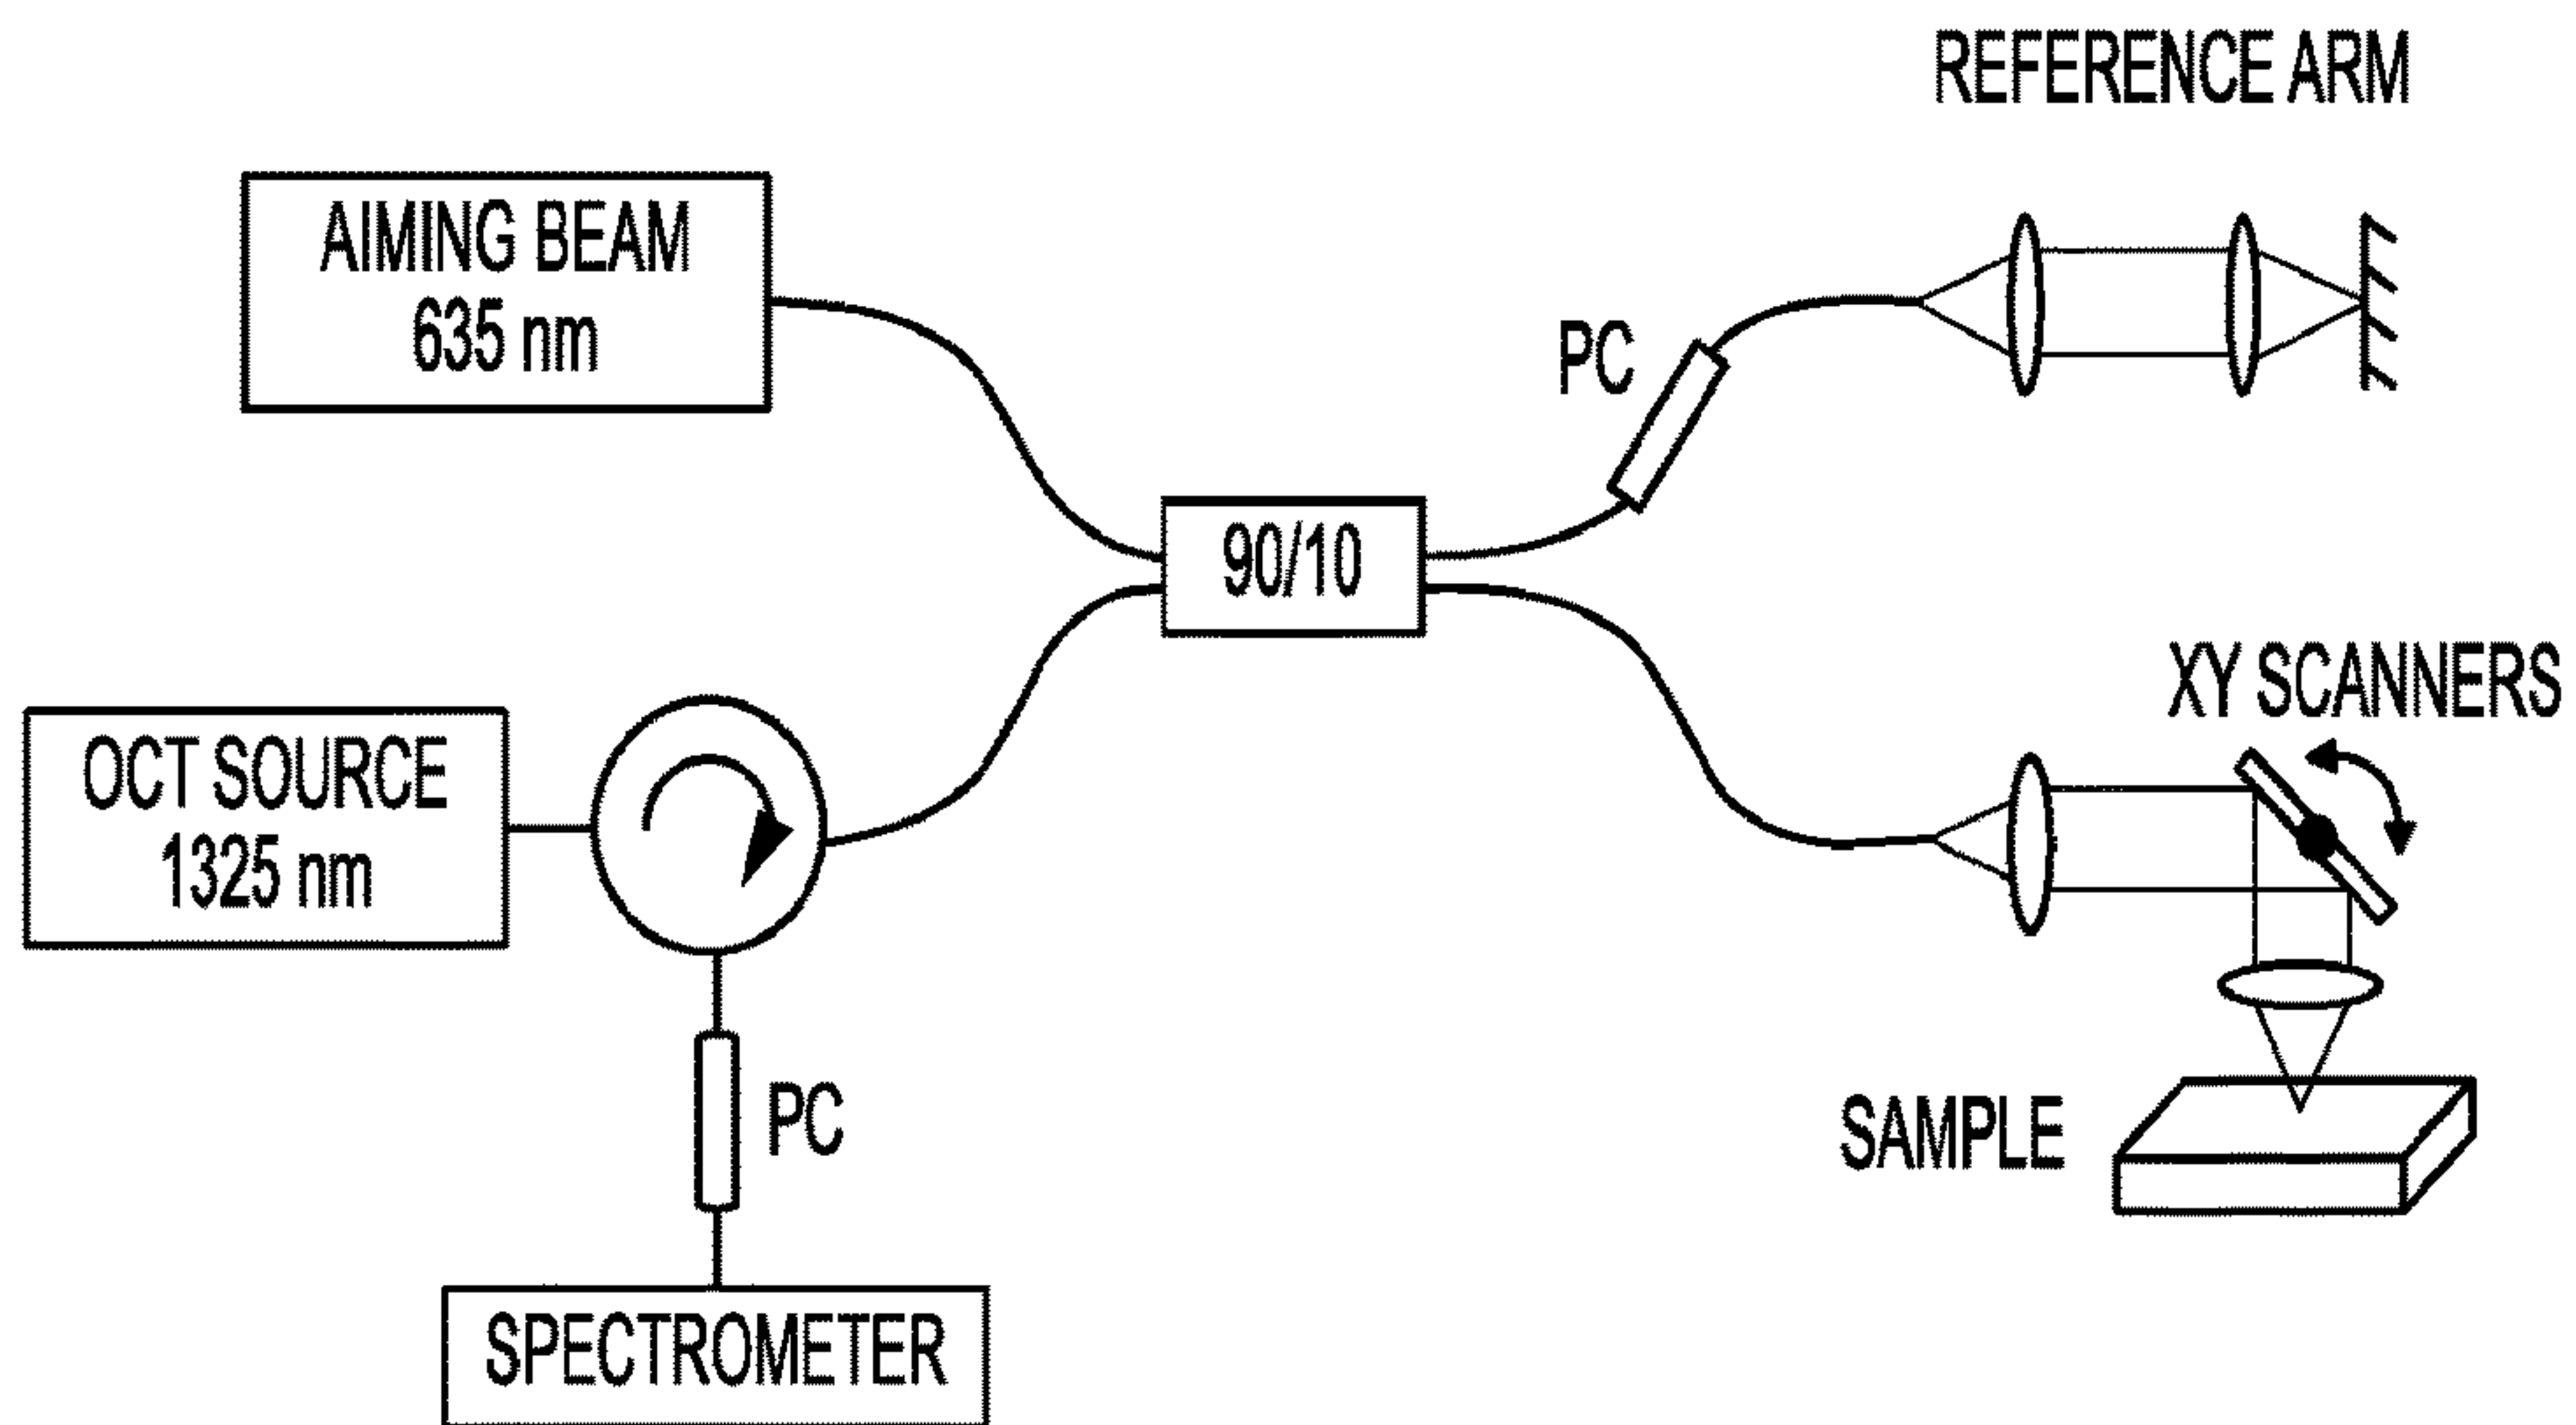 REFERENCE ARM
AIMING BEAM
635 nm
PC
90/10
XY SCANNERS
OCT SOURCE
1325 nm
PC
SAMPLE
SPECTROMETER